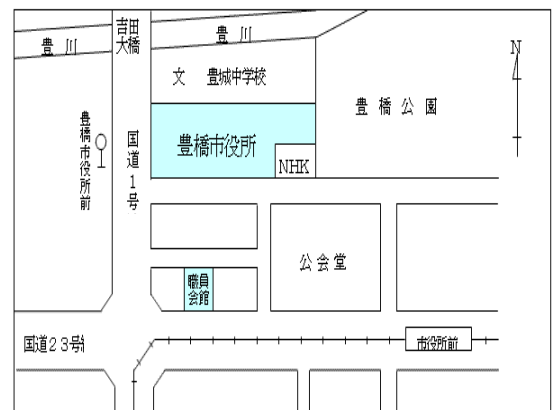 吉田
大橋
豊川
豊川
文 豊城中学校
豊橋公園
N
豊橋市役所前
国道1号
豊橋市役所
NHK
公会堂
職員
会館
国道23号線
市役所前